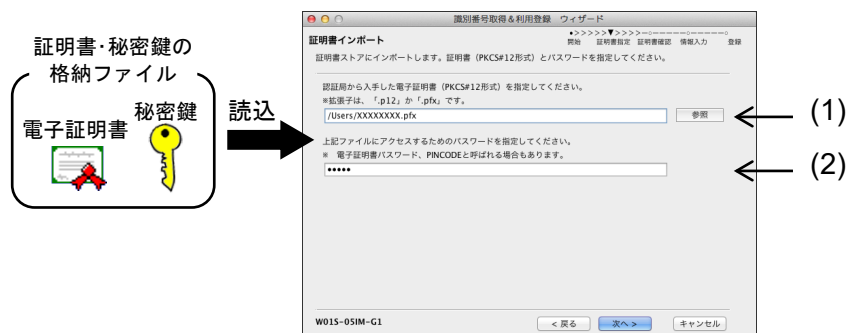 証明書・秘密鍵の
格納ファイル
電子証明書
秘密鍵
読込
識別番号取得＆利用登録 ウィザード
証明書インポート
•>>>>>▼>>>>—○—————○—————○
開始 証明書指定 証明書確認 情報入力 登録
証明書ストアにインポートします。証明書（PKCS#12形式）とパスワードを指定してください。
認証局から入手した電子証明書（PKCS#12形式）を指定してください。
※拡張子は、「.p12」か「.pfx」です。
/Users/XXXXXXXX.pfx
参照
(1)
上記ファイルにアクセスするためのパスワードを指定してください。
※ 電子証明書パスワード、PINCODEと呼ばれる場合もあります。
•••••
(2)
W01S-05IM-G1
< 戻る
次へ >
キャンセル